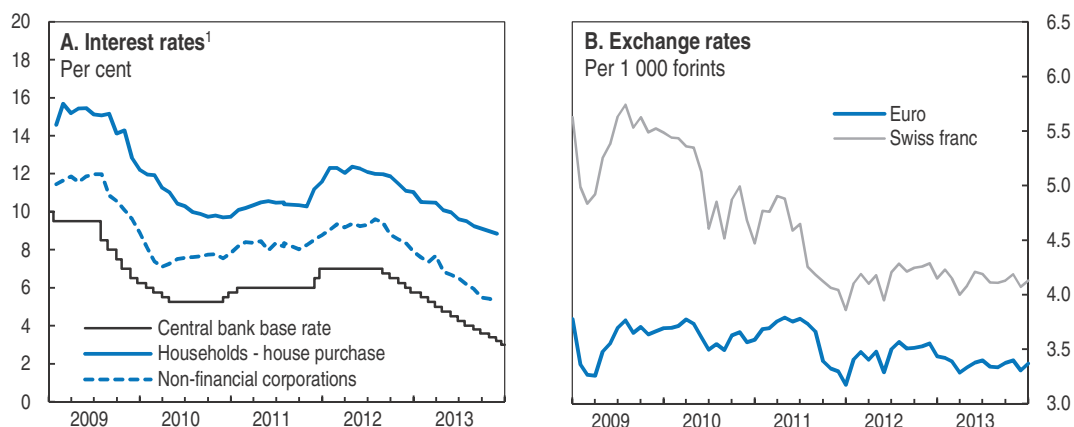 A. Interest rates¹
Per cent
20
18
16
14
12
10
8
6
4
2
0
Central bank base rate
Households - house purchase
Non-financial corporations
2009 2010 2011 2012 2013
B. Exchange rates
Per 1 000 forints
Euro
Swiss franc
6.5
6.0
5.5
5.0
4.5
4.0
3.5
3.0
2009 2010 2011 2012 2013